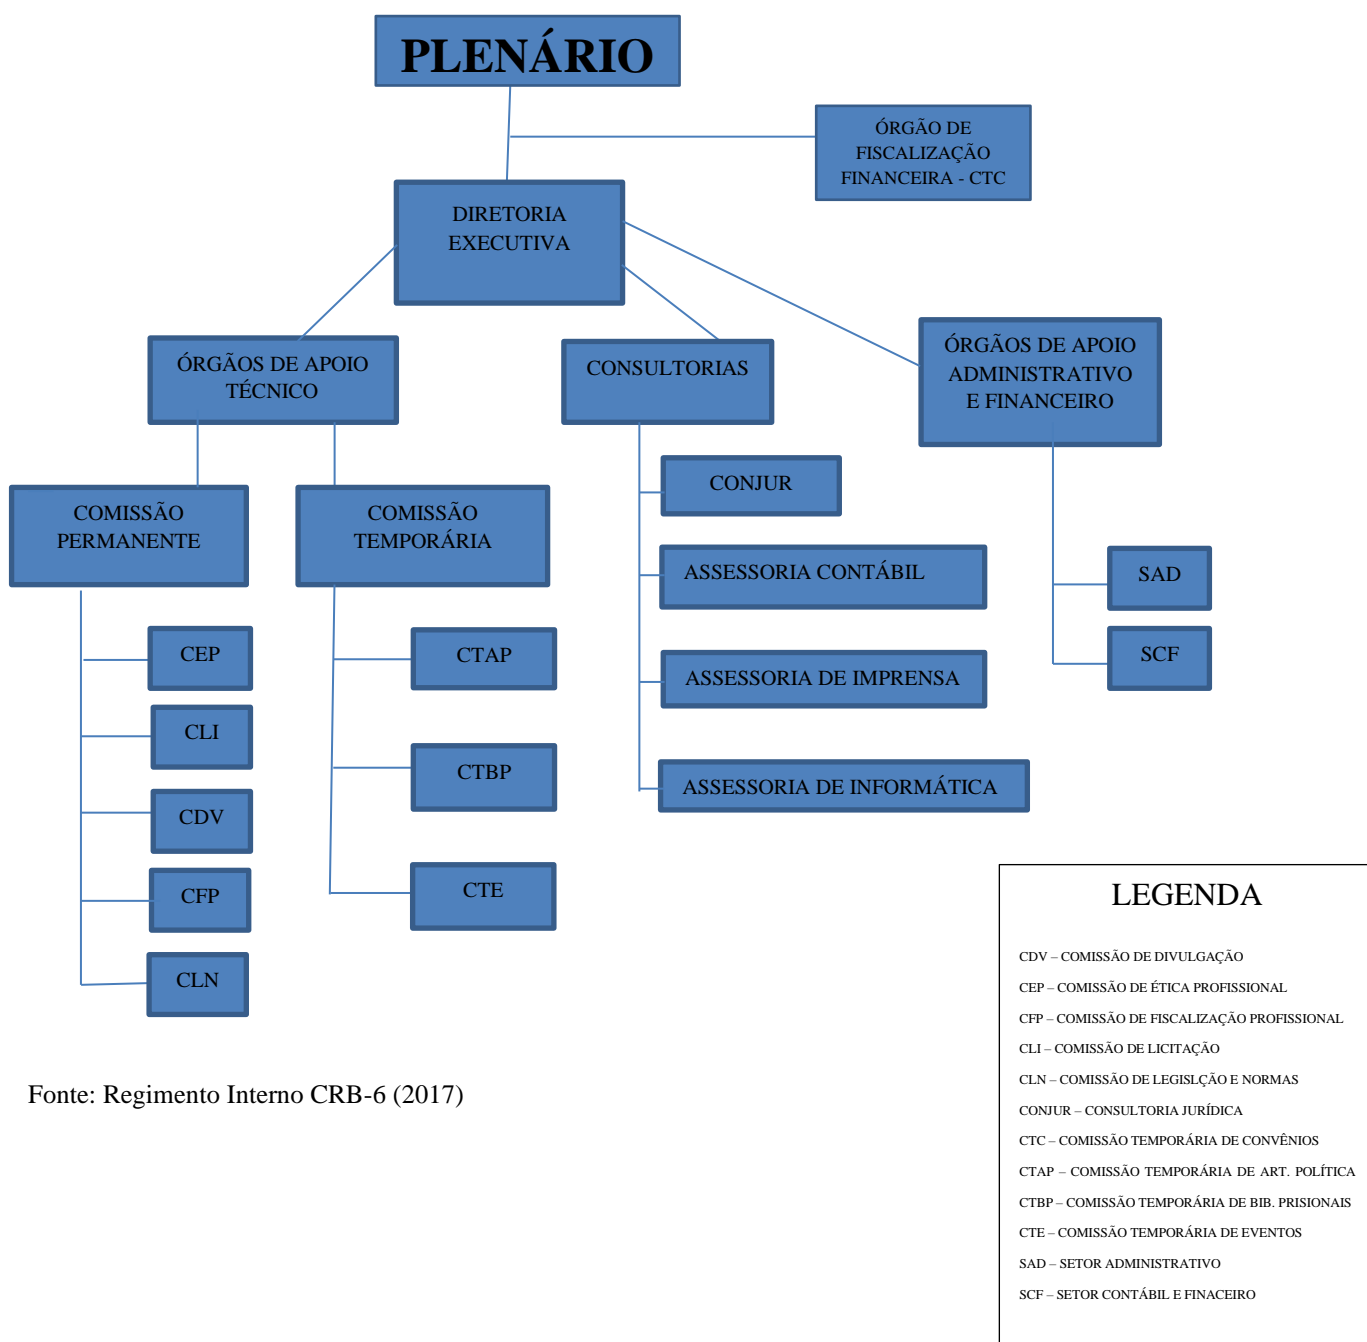 PLENÁRIO
ÓRGÃO DE
FISCALIZAÇÃO
FINANCEIRA - CTC
DIRETORIA
EXECUTIVA
ÓRGÃOS DE APOIO
TÉCNICO
CONSULTORIAS
ÓRGÃOS DE APOIO
ADMINISTRATIVO
E FINANCEIRO
COMISSÃO
PERMANENTE
COMISSÃO
TEMPORÁRIA
CEP
CLI
CDV
CFP
CLN
CTAP
CTBP
CTE
CONJUR
ASSESSORIA CONTÁBIL
ASSESSORIA DE IMPRENSA
ASSESSORIA DE INFORMÁTICA
SAD
SCF
LEGENDA
CDV – COMISSÃO DE DIVULGAÇÃO
CEP – COMISSÃO DE ÉTICA PROFISSIONAL
CFP – COMISSÃO DE FISCALIZAÇÃO PROFISSIONAL
CLI – COMISSÃO DE LICITAÇÃO
CLN – COMISSÃO DE LEGISLÇÃO E NORMAS
CONJUR – CONSULTORIA JURÍDICA
CTC – COMISSÃO TEMPORÁRIA DE CONVÊNIOS
CTAP – COMISSÃO TEMPORÁRIA DE ART. POLÍTICA
CTBP – COMISSÃO TEMPORÁRIA DE BIB. PRISIONAIS
CTE – COMISSÃO TEMPORÁRIA DE EVENTOS
SAD – SETOR ADMINISTRATIVO
SCF – SETOR CONTÁBIL E FINACEIRO
Fonte: Regimento Interno CRB-6 (2017)